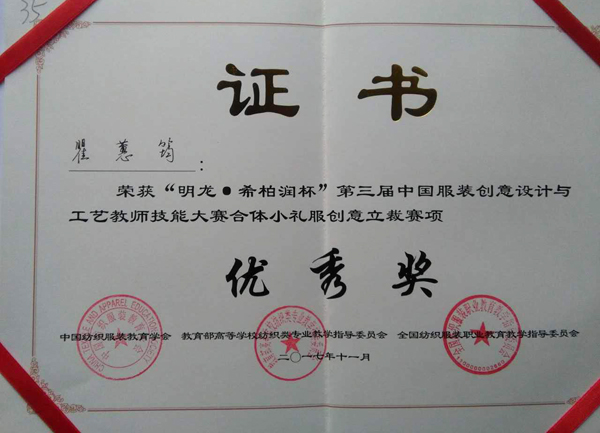 35
证书
瞿蕙筠：
荣获“明龙•希柏润杯”第三届中国服装创意设计与
工艺教师技能大赛合体小礼服创意立裁赛项
优秀奖
中国纺织服装教育学会 教育部高等学校纺织类专业教学指导委员会 全国纺织服装职业教育教学指导委员会
二〇一七年十一月